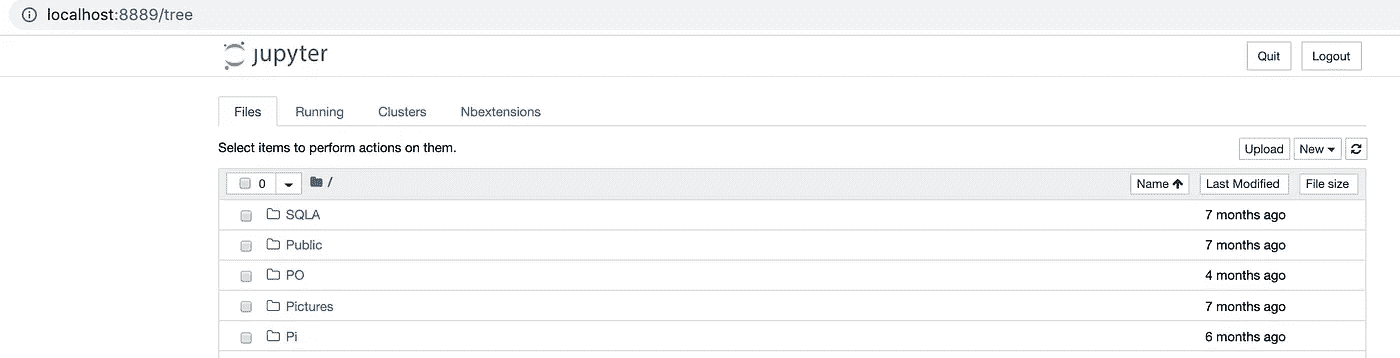 localhost:8889/tree
jupyter
Quit Logout
Files Running Clusters Nbextensions
Select items to perform actions on them.
Upload New
0 / Name Last Modified File size
SQLA 7 months ago
Public 7 months ago
PO 4 months ago
Pictures 7 months ago
Pi 6 months ago